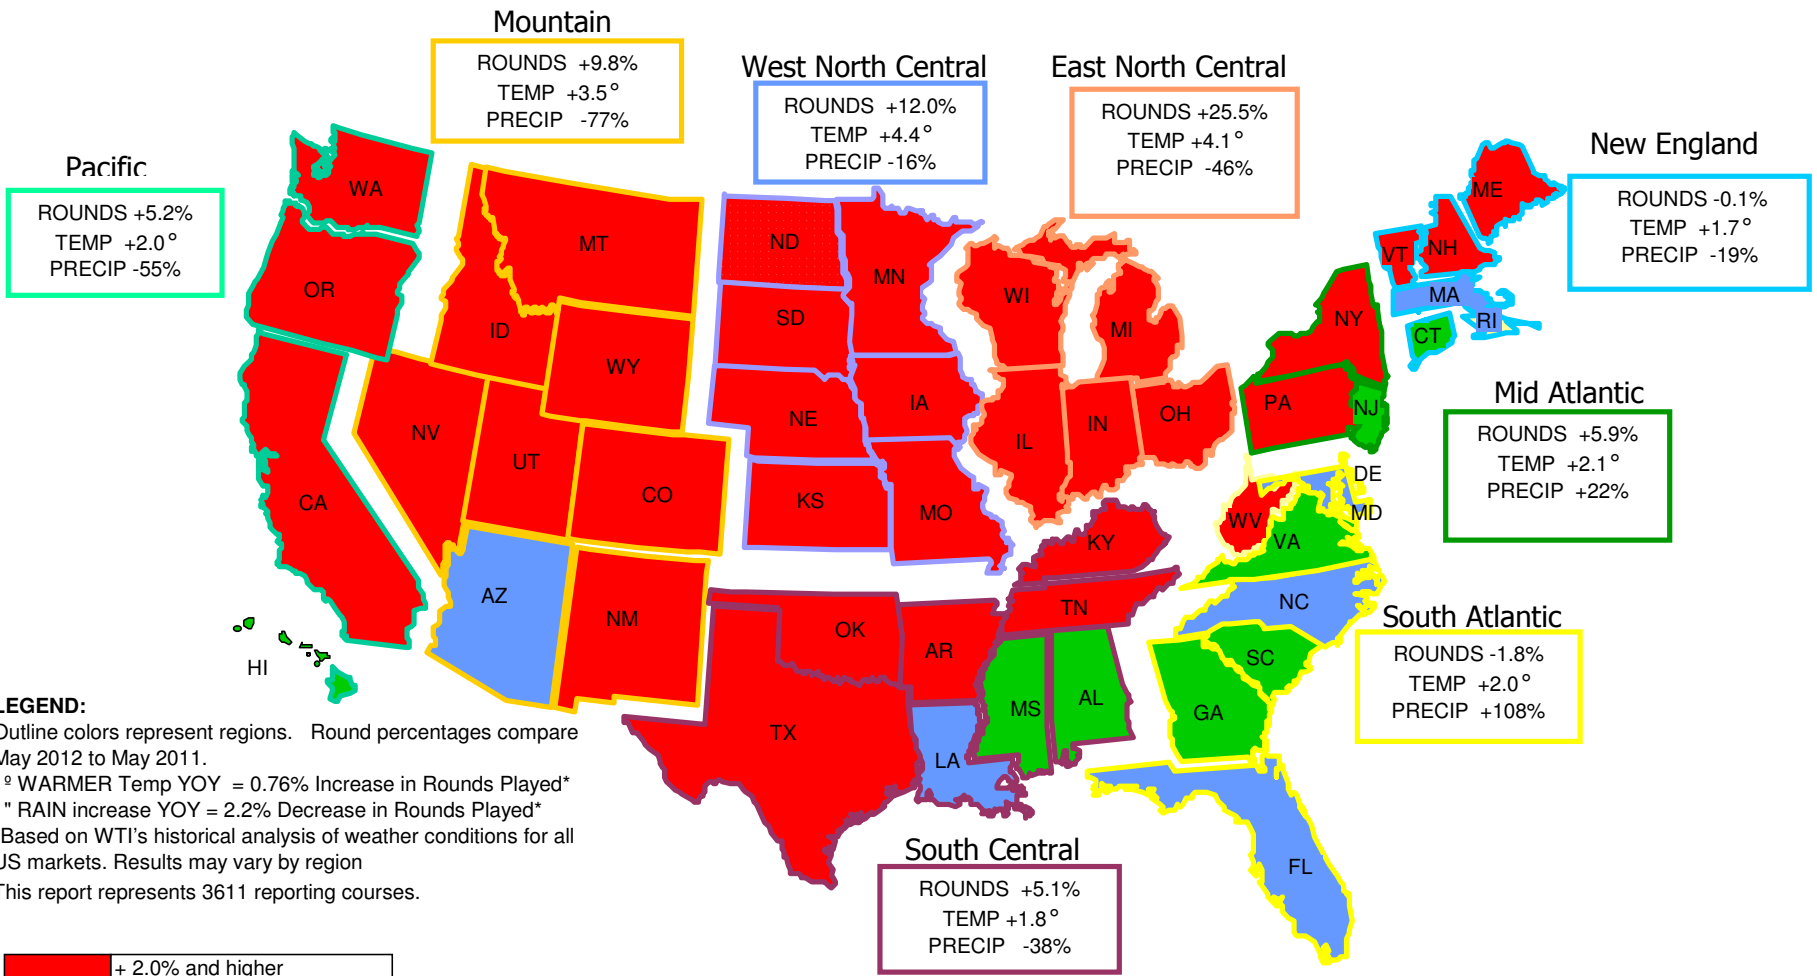 Mountain
ROUNDS +9.8%
TEMP +3.5°
PRECIP -77%
West North Central
ROUNDS +12.0%
TEMP +4.4°
PRECIP -16%
East North Central
ROUNDS +25.5%
TEMP +4.1°
PRECIP -46%
New England
ROUNDS -0.1%
TEMP +1.7°
PRECIP -19%
Pacific
ROUNDS +5.2%
TEMP +2.0°
PRECIP -55%
Mid Atlantic
ROUNDS +5.9%
TEMP +2.1°
PRECIP +22%
South Atlantic
ROUNDS -1.8%
TEMP +2.0°
PRECIP +108%
South Central
ROUNDS +5.1%
TEMP +1.8°
PRECIP -38%
WA
OR
CA
HI
MT
ID
WY
NV
UT
CO
AZ
NM
ND
SD
NE
KS
MN
IA
MO
WI
MI
IL
IN
OH
KY
TN
OK
AR
TX
LA
MS
AL
ME
VT
NH
MA
RI
CT
NY
PA
NJ
DE
MD
WV
VA
NC
SC
GA
FL
LEGEND:
Outline colors represent regions. Round percentages compare
May 2012 to May 2011.
º WARMER Temp YOY = 0.76% Increase in Rounds Played*
" RAIN increase YOY = 2.2% Decrease in Rounds Played*
Based on WTI's historical analysis of weather conditions for all
US markets. Results may vary by region
This report represents 3611 reporting courses.
+ 2.0% and higher